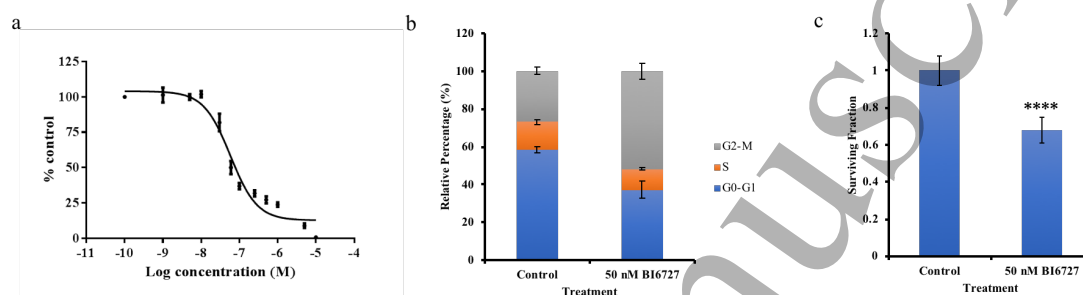 a
% control
125
100
75
50
25
0
-11
-10
-9
-8
-7
-6
-5
-4
Log concentration (M)
b
Relative Percentage (%)
120
100
80
60
40
20
0
Control
50 nM BI6727
Treatment
G2-M
S
G0-G1
c
Surviving Fraction
1.2
1
0.8
0.6
0.4
0.2
0
****
Control
50 nM BI6727
Treatment
nusc